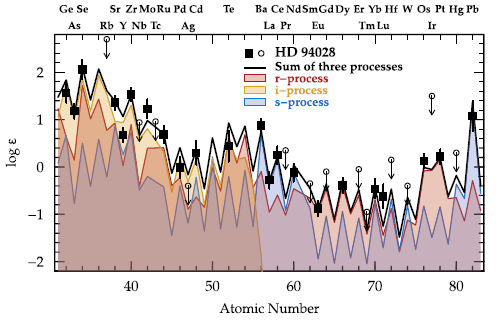 Ge Se Sr Zr Mo Ru Pd Cd Te Ba Ce Nd Sm Gd Dy Er Yb Hf W Os Pt Hg Pb
As Rb Y Nb Tc Ag La Pr Eu Tm Lu Ir
HD 94028
Sum of three processes
r-process
i-process
s-process
2
1
0
−1
−2
log ε
40 50 60 70 80
Atomic Number